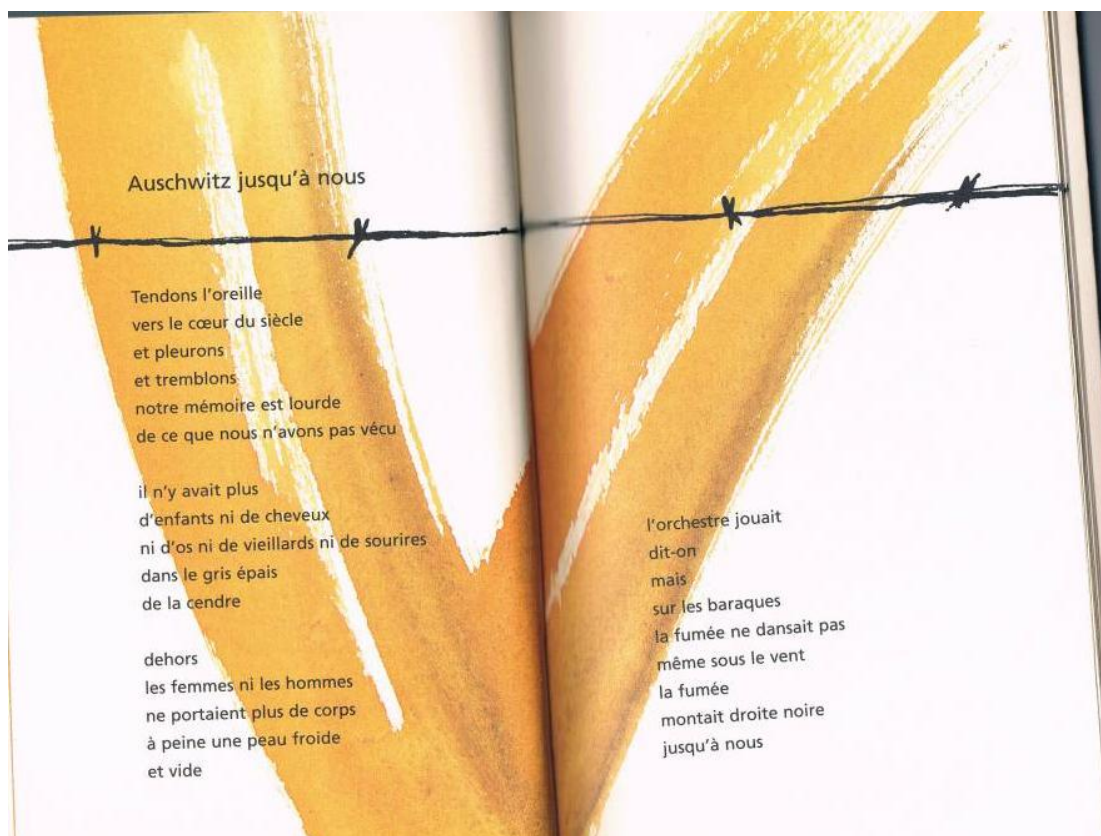 Auschwitz jusqu'à nous
Tendons l'oreille
vers le cœur du siècle
et pleurons
et tremblons
notre mémoire est lourde
de ce que nous n'avons pas vécu
il n'y avait plus
d'enfants ni de cheveux
ni d'os ni de vieillards ni de sourires
dans le gris épais
de la cendre
dehors
les femmes ni les hommes
ne portaient plus de corps
à peine une peau froide
et vide
l'orchestre jouait
dit-on
mais
sur les baraques
la fumée ne dansait pas
même sous le vent
la fumée
montait droite noire
jusqu'à nous